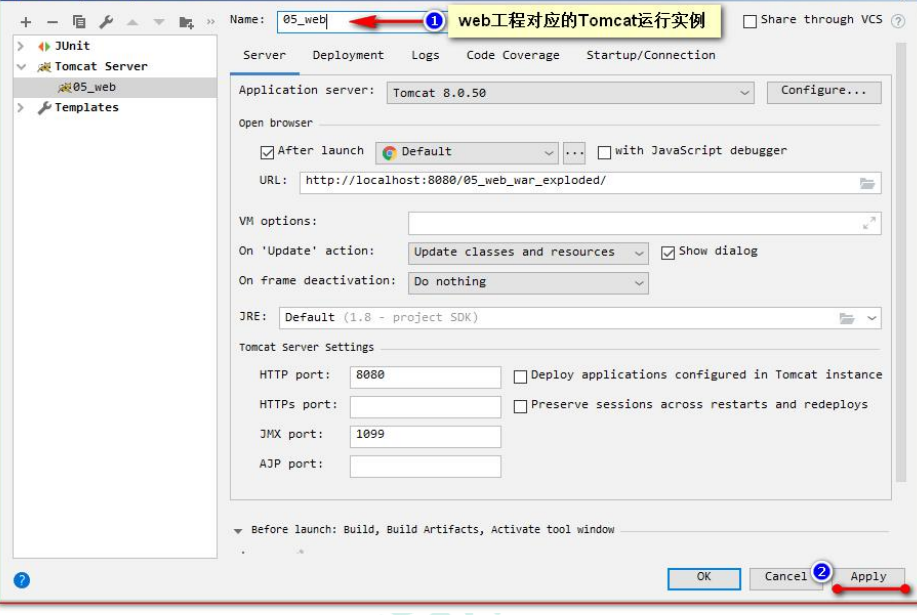 Name: 05_web
1 web工程对应的Tomcat运行实例
Share through VCS ?
JUnit
Tomcat Server
05_web
Templates
Server Deployment Logs Code Coverage Startup/Connection
Application server: Tomcat 8.0.50 Configure...
Open browser
After launch Default ... with JavaScript debugger
URL: http://localhost:8080/05_web_war_exploded/
VM options:
On 'Update' action: Update classes and resources Show dialog
On frame deactivation: Do nothing
JRE: Default (1.8 - project SDK)
Tomcat Server Settings
HTTP port: 8080 Deploy applications configured in Tomcat instance
HTTPs port: Preserve sessions across restarts and redeploys
JMX port: 1099
AJP port:
Before launch: Build, Build Artifacts, Activate tool window
? OK Cancel 2 Apply